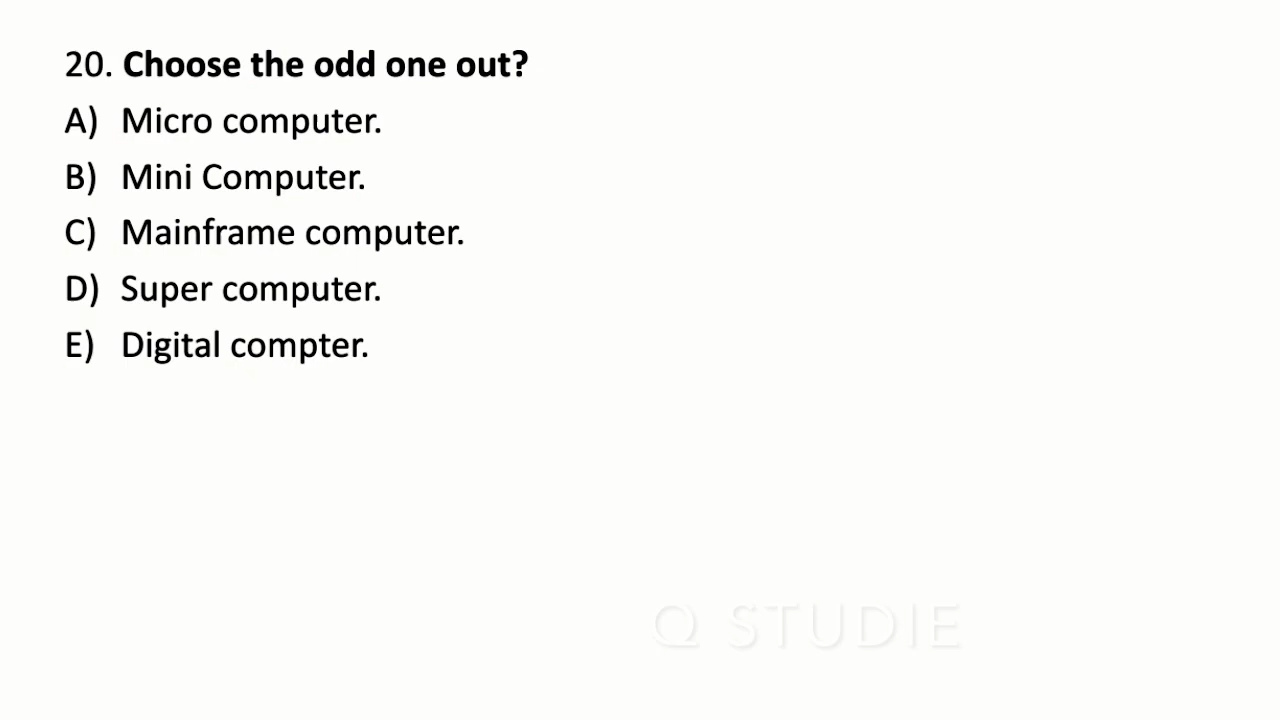 20. Choose the odd one out?
A) Micro computer.
B) Mini Computer.
C) Mainframe computer.
D) Super computer.
E) Digital compter.
Q STUDIE